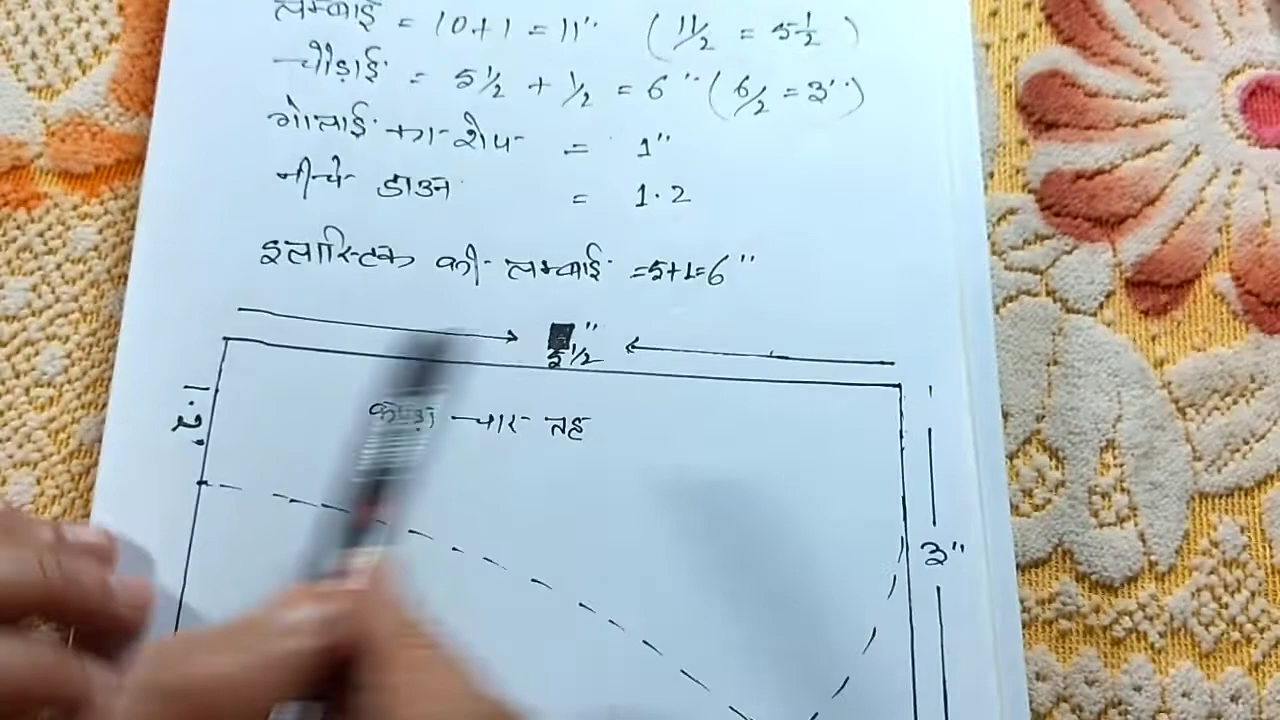 लम्बाई = 10+1 = 11" (11/2 = 5 1/2)
चौड़ाई = 5 1/2 + 1/2 = 6" (6/2 = 3")
गोलाई का शेप = 1"
नीचे डाउन = 1.2
इलास्टिक की लम्बाई = 5+1=6"
5 1/2"
1.2"
कपड़ा चार तह
3"